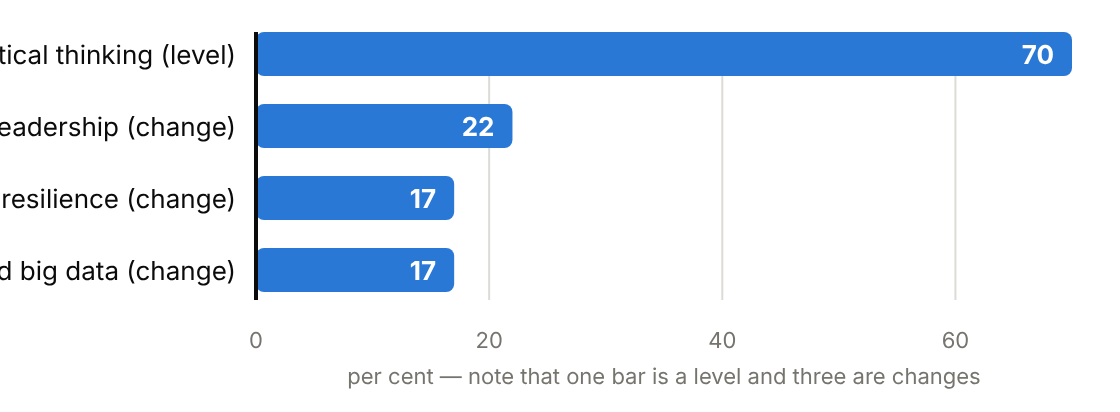 tical thinking (level) 70
eadership (change) 22
resilience (change) 17
d big data (change) 17
0 20 40 60
per cent — note that one bar is a level and three are changes